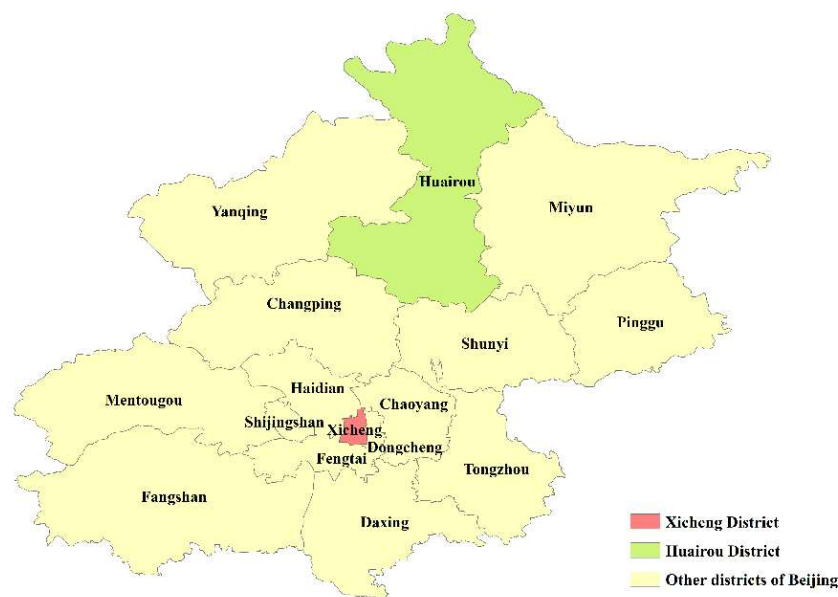 Huairou
Yanqing
Miyun
Changping
Pinggu
Shunyi
Haidian
Mentougou
Chaoyang
Shijingshan
Xicheng
Dongcheng
Fengtai
Tongzhou
Fangshan
Daxing
Xicheng District
Huairou District
Other districts of Beijing